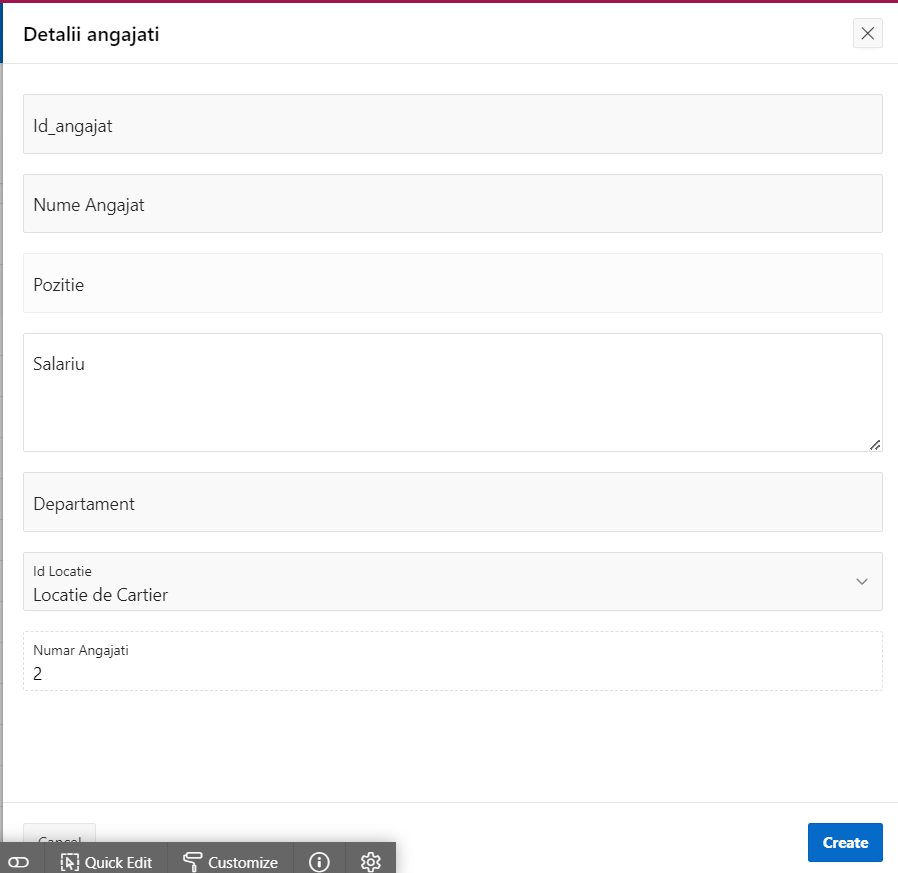 Detalii angajati
Id_angajat
Nume Angajat
Pozitie
Salariu
Departament
Id Locatie
Locatie de Cartier
Numar Angajati
2
Cancel
Create
Quick Edit
Customize